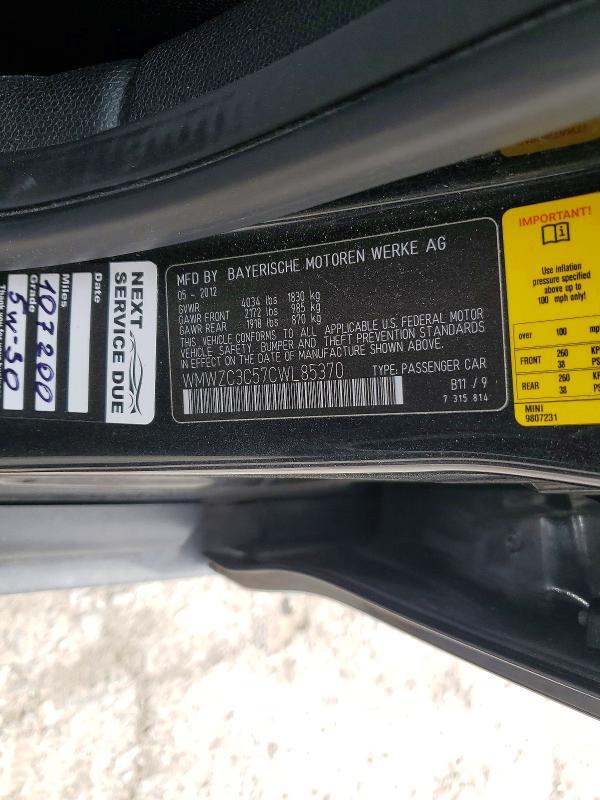 MFD BY BAYERISCHE MOTOREN WERKE AG
05 - 2012
GVWR 4034 lbs 1830 kg
GAWR FRONT 2172 lbs 985 kg
GAWR REAR 1918 lbs 870 kg
THIS VEHICLE CONFORMS TO ALL APPLICABLE U.S. FEDERAL MOTOR
VEHICLE SAFETY, BUMPER AND THEFT PREVENTION STANDARDS
IN EFFECT ON THE DATE OF MANUFACTURE SHOWN ABOVE.
WMWZC3C57CWL85370 TYPE: PASSENGER CAR
B11 / 9
7 315 814
NEXT
SERVICE DUE
Date
Miles 107200
Grade 5W-30
IMPORTANT!
Use inflation
pressure specified
for speeds up to
100 mph only!
over 100 mph
FRONT 260
38
REAR 260
38
MINI
9807231